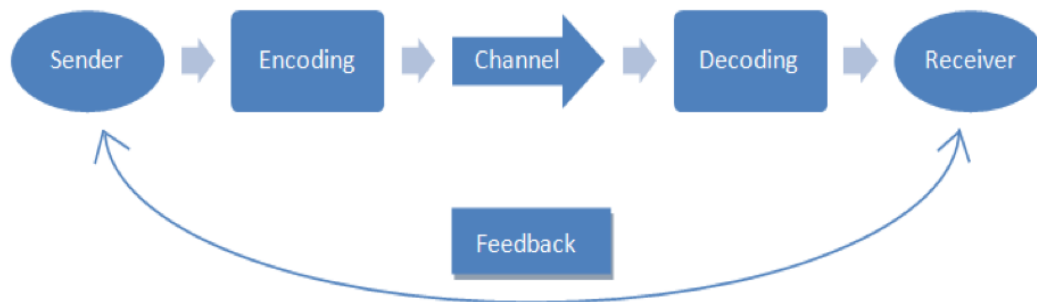 Sender
Encoding
Channel
Decoding
Receiver
Feedback